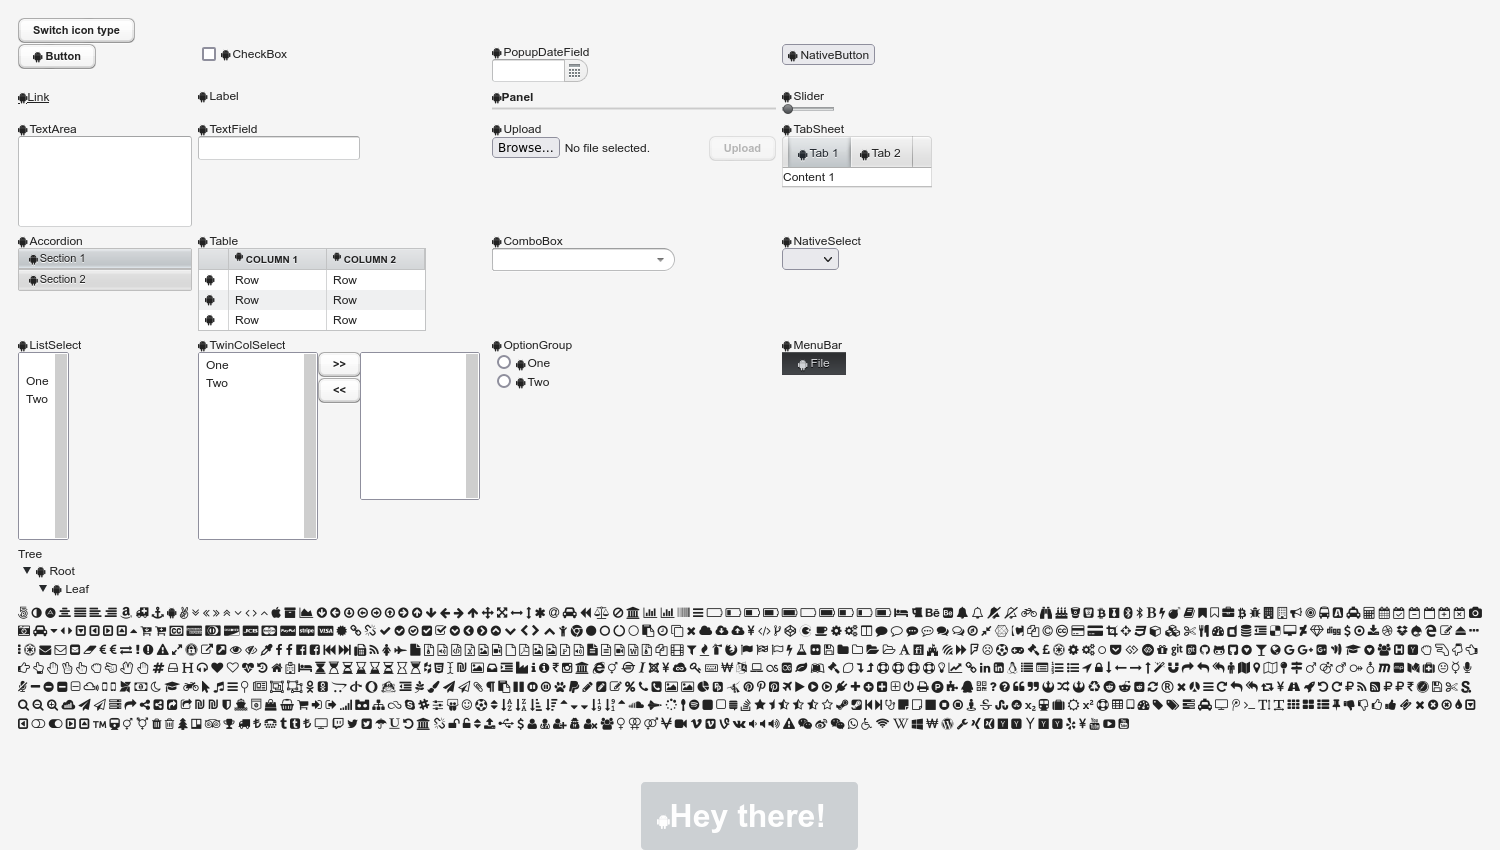 Switch icon type
Button
CheckBox
PopupDateField
NativeButton
Link
Label
Panel
Slider
TextArea
TextField
Upload
Browse...
No file selected.
Upload
TabSheet
Tab 1
Tab 2
Content 1
Accordion
Section 1
Section 2
Table
COLUMN 1 COLUMN 2
Row Row
Row Row
Row Row
ComboBox
NativeSelect
ListSelect
One
Two
TwinColSelect
One
Two
>>
<<
OptionGroup
One
Two
MenuBar
File
Tree
Root
Leaf
Hey there!